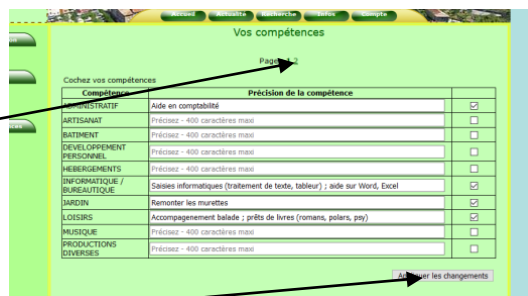 Accueil Actualité Recherche Infos Compte
Vos compétences
Page 1 2
Cochez vos compétences
Compétence Précision de la compétence
ADMINISTRATIF Aide en comptabilité
ARTISANAT Précisez - 400 caractères maxi
BATIMENT Précisez - 400 caractères maxi
DEVELOPPEMENT
PERSONNEL Précisez - 400 caractères maxi
HEBERGEMENTS Précisez - 400 caractères maxi
INFORMATIQUE /
BUREAUTIQUE Saisies informatiques (traitement de texte, tableur) ; aide sur Word, Excel
JARDIN Remonter les murettes
LOISIRS Accompagenement balade ; prêts de livres (romans, polars, psy)
MUSIQUE Précisez - 400 caractères maxi
PRODUCTIONS
DIVERSES Précisez - 400 caractères maxi
Appliquer les changements